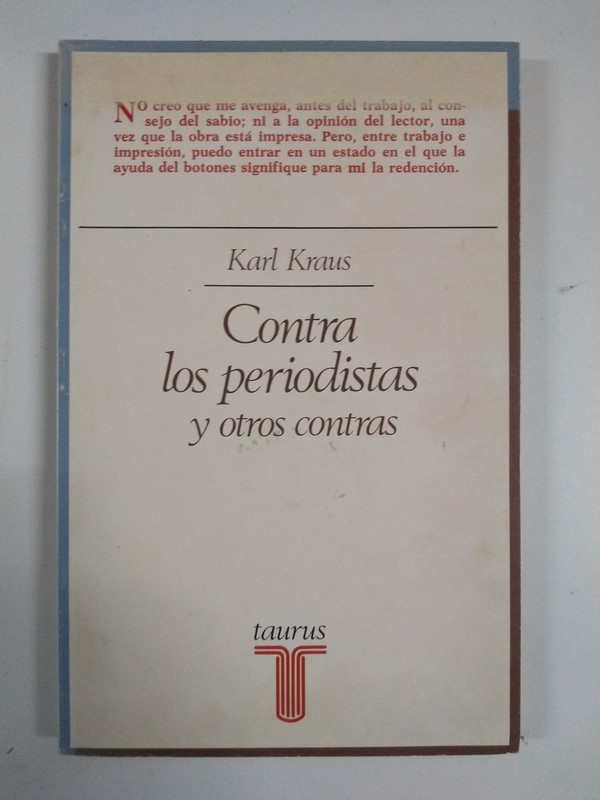 NO creo que me avenga, antes del trabajo, al con-
sejo del sabio; ni a la opinión del lector, una
vez que la obra está impresa. Pero, entre trabajo e
impresión, puedo entrar en un estado en el que la
ayuda del botones signifique para mi la redención.
Karl Kraus
Contra
los periodistas
y otros contras
taurus